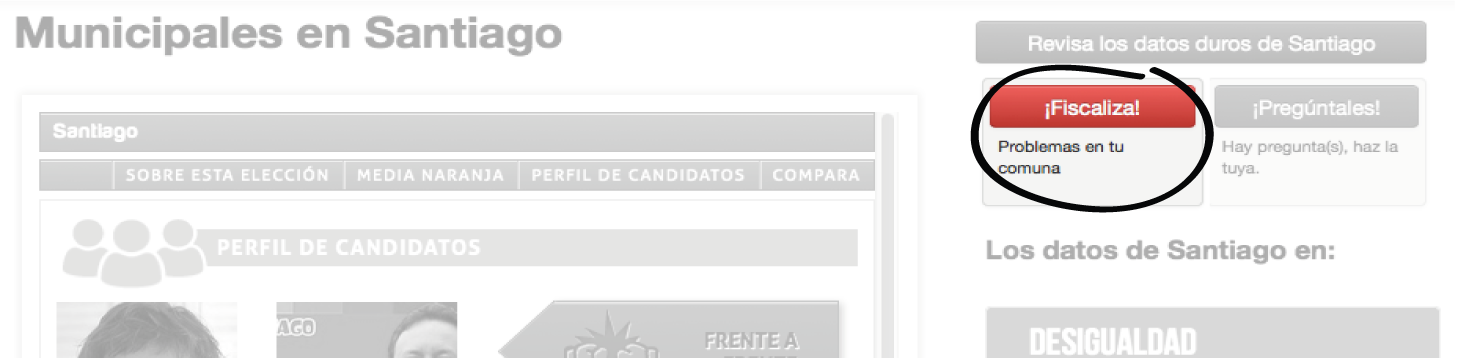 Municipales en Santiago
Revisa los datos duros de Santiago
¡Fiscaliza!
Problemas en tu
comuna
¡Pregúntales!
Hay pregunta(s), haz la
tuya.
Santiago
SOBRE ESTA ELECCIÓN
MEDIA NARANJA
PERFIL DE CANDIDATOS
COMPARA
PERFIL DE CANDIDATOS
AGO
FRENTE A
Los datos de Santiago en:
DESIGUALDAD